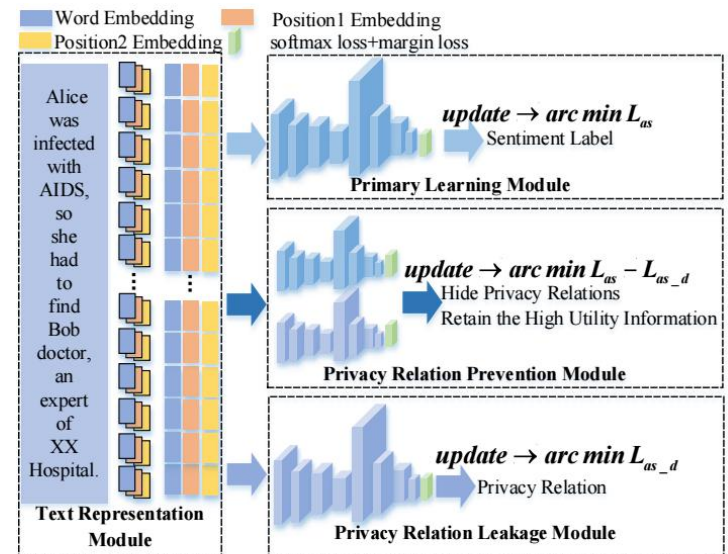 Word Embedding
Position1 Embedding
Position2 Embedding
softmax loss+margin loss
Alice
was
infected
with
AIDS,
so
she
had
to
find
Bob
doctor,
an
expert
of
XX
Hospital.
Text Representation
Module
update → arc min L_as
Sentiment Label
Primary Learning Module
update → arc min L_as − L_as_d
Hide Privacy Relations
Retain the High Utility Information
Privacy Relation Prevention Module
update → arc min L_as_d
Privacy Relation
Privacy Relation Leakage Module